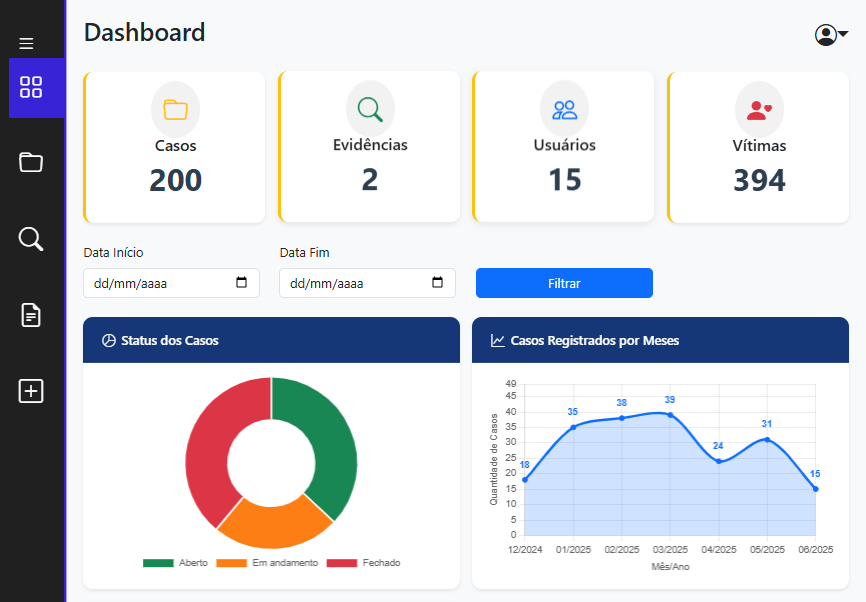 Dashboard
Casos
200
Evidências
2
Usuários
15
Vítimas
394
Data Início
Data Fim
dd/mm/aaaa
dd/mm/aaaa
Filtrar
Status dos Casos
Aberto
Em andamento
Fechado
Casos Registrados por Meses
Quantidade de Casos
49
45
40
35
30
25
20
15
10
5
0
18
35
38
39
24
31
15
12/2024
01/2025
02/2025
03/2025
04/2025
05/2025
06/2025
Mês/Ano